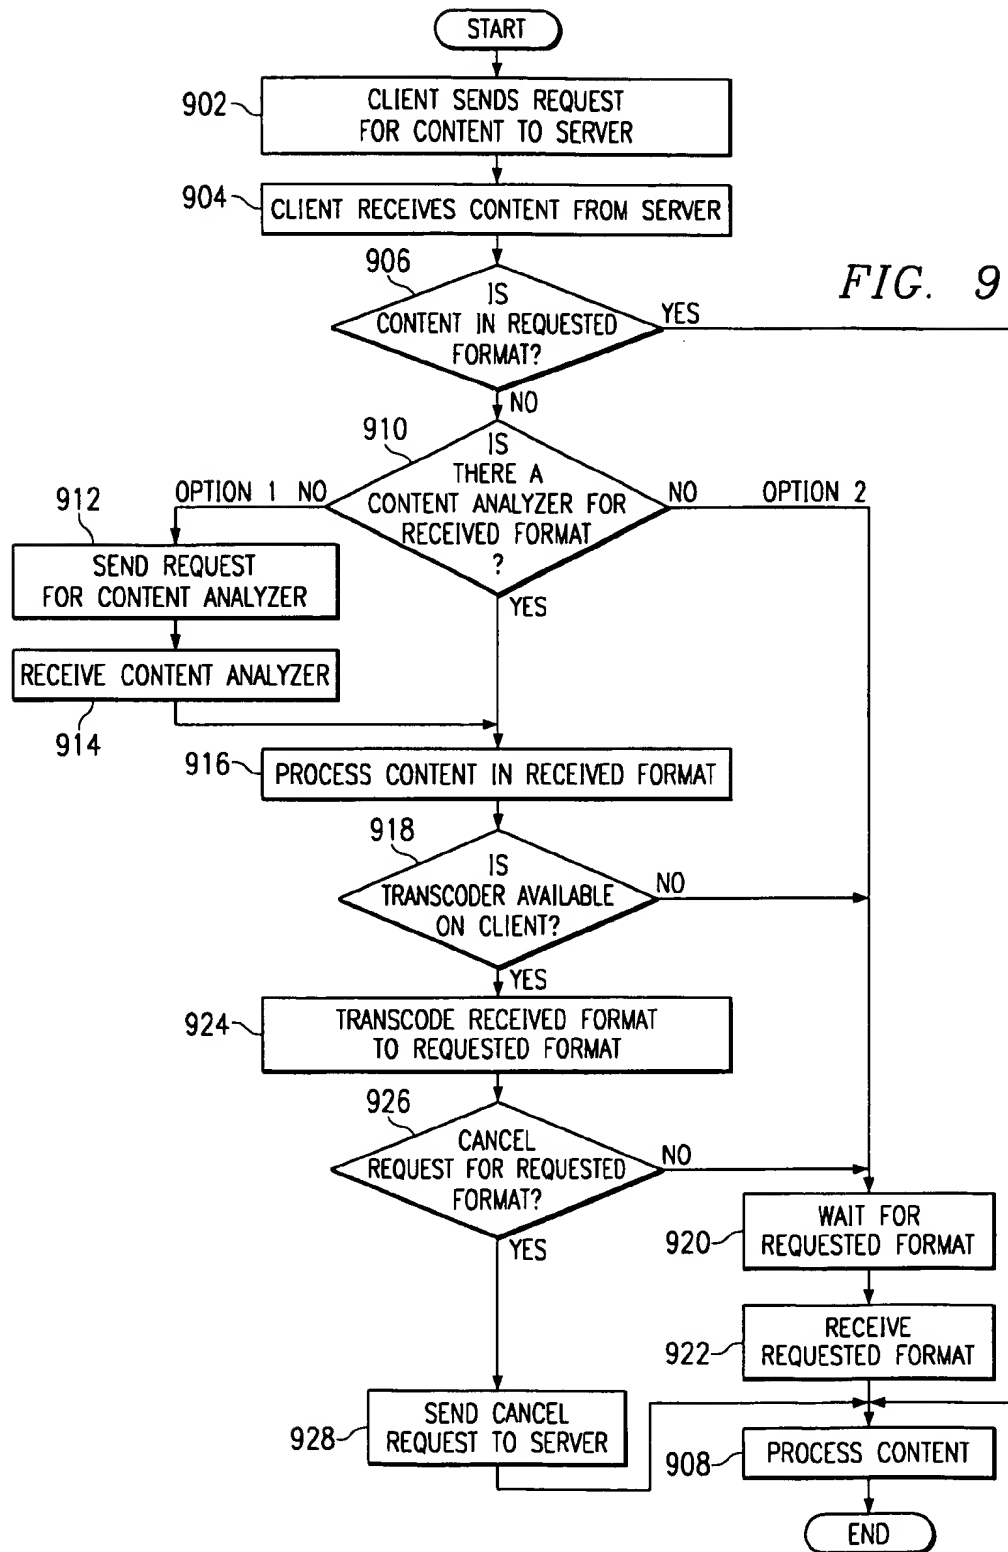 START
902
CLIENT SENDS REQUEST
FOR CONTENT TO SERVER
904
CLIENT RECEIVES CONTENT FROM SERVER
906
IS
CONTENT IN REQUESTED
FORMAT?
YES
FIG. 9
NO
910
IS
THERE A
CONTENT ANALYZER FOR
RECEIVED FORMAT
?
OPTION 1 NO
NO OPTION 2
912
SEND REQUEST
FOR CONTENT ANALYZER
YES
RECEIVE CONTENT ANALYZER
914
916
PROCESS CONTENT IN RECEIVED FORMAT
918
IS
TRANSCODER AVAILABLE
ON CLIENT?
NO
YES
924
TRANSCODE RECEIVED FORMAT
TO REQUESTED FORMAT
926
CANCEL
REQUEST FOR REQUESTED
FORMAT?
NO
YES
920
WAIT FOR
REQUESTED FORMAT
922
RECEIVE
REQUESTED FORMAT
928
SEND CANCEL
REQUEST TO SERVER
908
PROCESS CONTENT
END